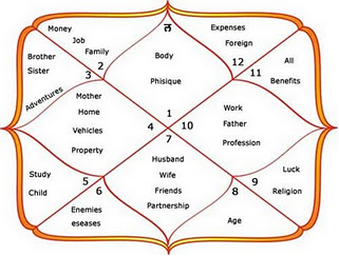 ल
Money
Job
Family
Brother
Sister
2
3
Adventures
Body
Phisique
Expenses
Foreign
12
11
All
Benefits
Mother
Home
Vehicles
Property
1
4
10
7
Work
Father
Profession
Study
Child
5
6
Enemies
eseases
Husband
Wife
Friends
Partnership
8
9
Age
Luck
Religion